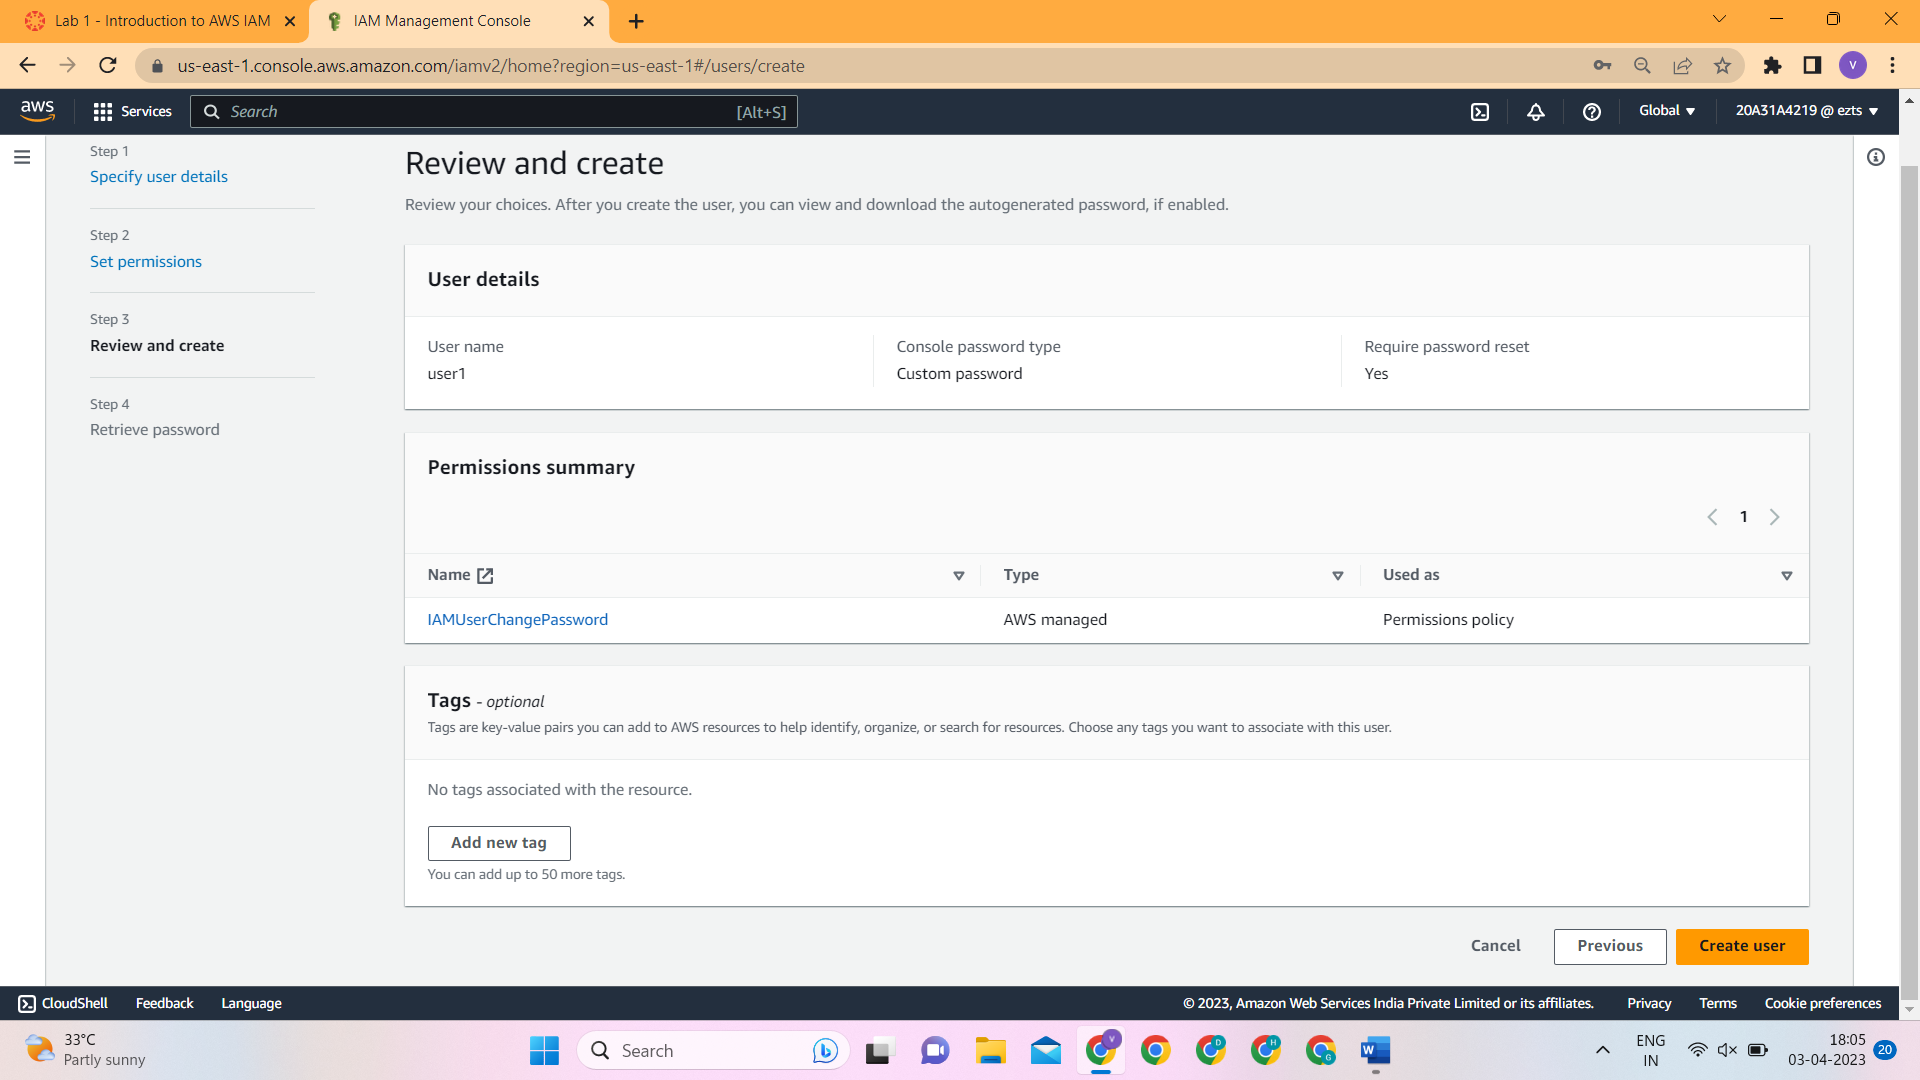 Lab 1 - Introduction to AWS IAM
IAM Management Console
us-east-1.console.aws.amazon.com/iamv2/home?region=us-east-1#/users/create
V
aws
Services
Search
[Alt+S]
Global
20A31A4219 @ ezts
Step 1
Specify user details
Step 2
Set permissions
Step 3
Review and create
Step 4
Retrieve password
Review and create
Review your choices. After you create the user, you can view and download the autogenerated password, if enabled.
User details
User name
user1
Console password type
Custom password
Require password reset
Yes
Permissions summary
1
Name
Type
Used as
IAMUserChangePassword
AWS managed
Permissions policy
Tags - optional
Tags are key-value pairs you can add to AWS resources to help identify, organize, or search for resources. Choose any tags you want to associate with this user.
No tags associated with the resource.
Add new tag
You can add up to 50 more tags.
Cancel
Previous
Create user
CloudShell
Feedback
Language
© 2023, Amazon Web Services India Private Limited or its affiliates.
Privacy
Terms
Cookie preferences
33°C
Partly sunny
Search
V
D
H
G
W
ENG
IN
18:05
03-04-2023
20